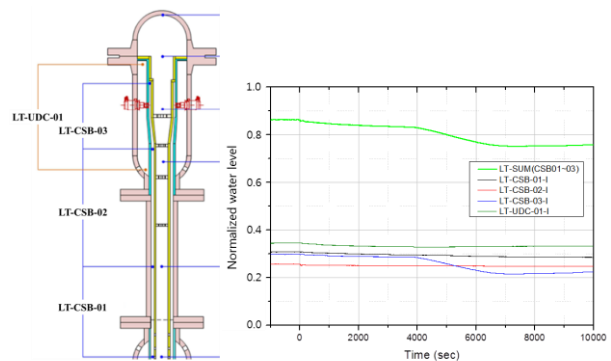 LT-UDC-01
LT-CSB-03
LT-CSB-02
LT-CSB-01
Normalized water level
1.0
0.8
0.6
0.4
0.2
0.0
LT-SUM(CSB01~03)
LT-CSB-01-I
LT-CSB-02-I
LT-CSB-03-I
LT-UDC-01-I
0 2000 4000 6000 8000 10000
Time (sec)